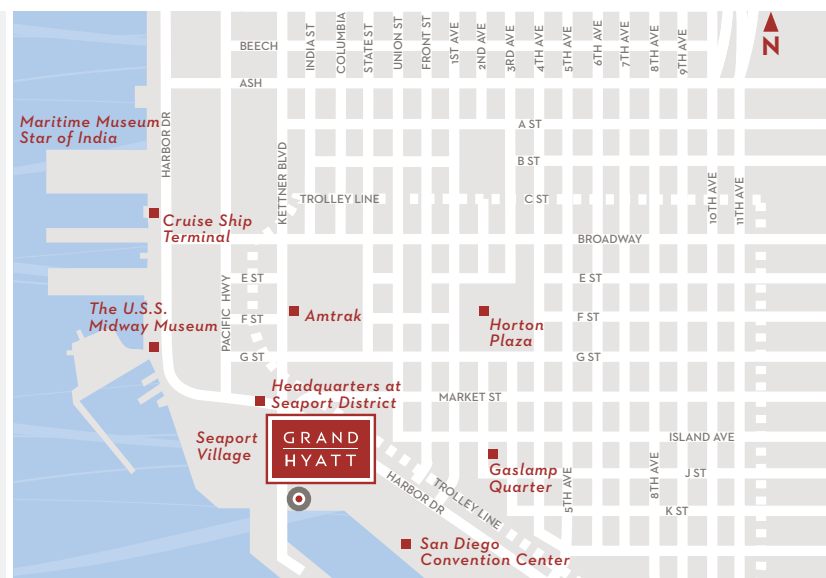 INDIA ST
COLUMBIA
STATE ST
UNION ST
FRONT ST
1ST AVE
2ND AVE
3RD AVE
4TH AVE
5TH AVE
6TH AVE
7TH AVE
8TH AVE
9TH AVE
N
BEECH
ASH
Maritime Museum
Star of India
HARBOR DR
A ST
B ST
KETTNER BLVD
TROLLEY LINE
C ST
10TH AVE
11TH AVE
Cruise Ship
Terminal
BROADWAY
PACIFIC HWY
E ST
E ST
The U.S.S.
Midway Museum
F ST
Amtrak
Horton
Plaza
F ST
G ST
G ST
Headquarters at
Seaport District
MARKET ST
Seaport
Village
GRAND
HYATT
ISLAND AVE
Gaslamp
Quarter
5TH AVE
8TH AVE
J ST
K ST
HARBOR DR
TROLLEY LINE
San Diego
Convention Center